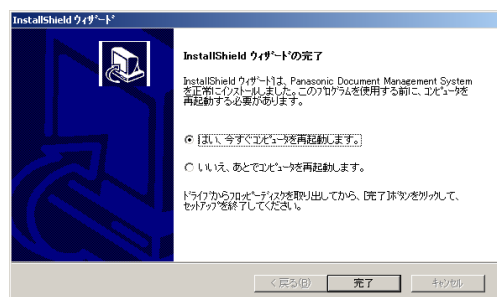 InstallShield ウィザード
InstallShield ウィザードの完了
InstallShield ウィザードは、Panasonic Document Management System
を正常にインストールしました。このプログラムを使用する前に、コンピュータを
再起動する必要があります。
はい、今すぐコンピュータを再起動します。
いいえ、あとでコンピュータを再起動します。
ドライブからフロッピーディスクを取り出してから、[完了]ボタンをクリックして、
セットアップを終了してください。
< 戻る(B)
完了
キャンセル